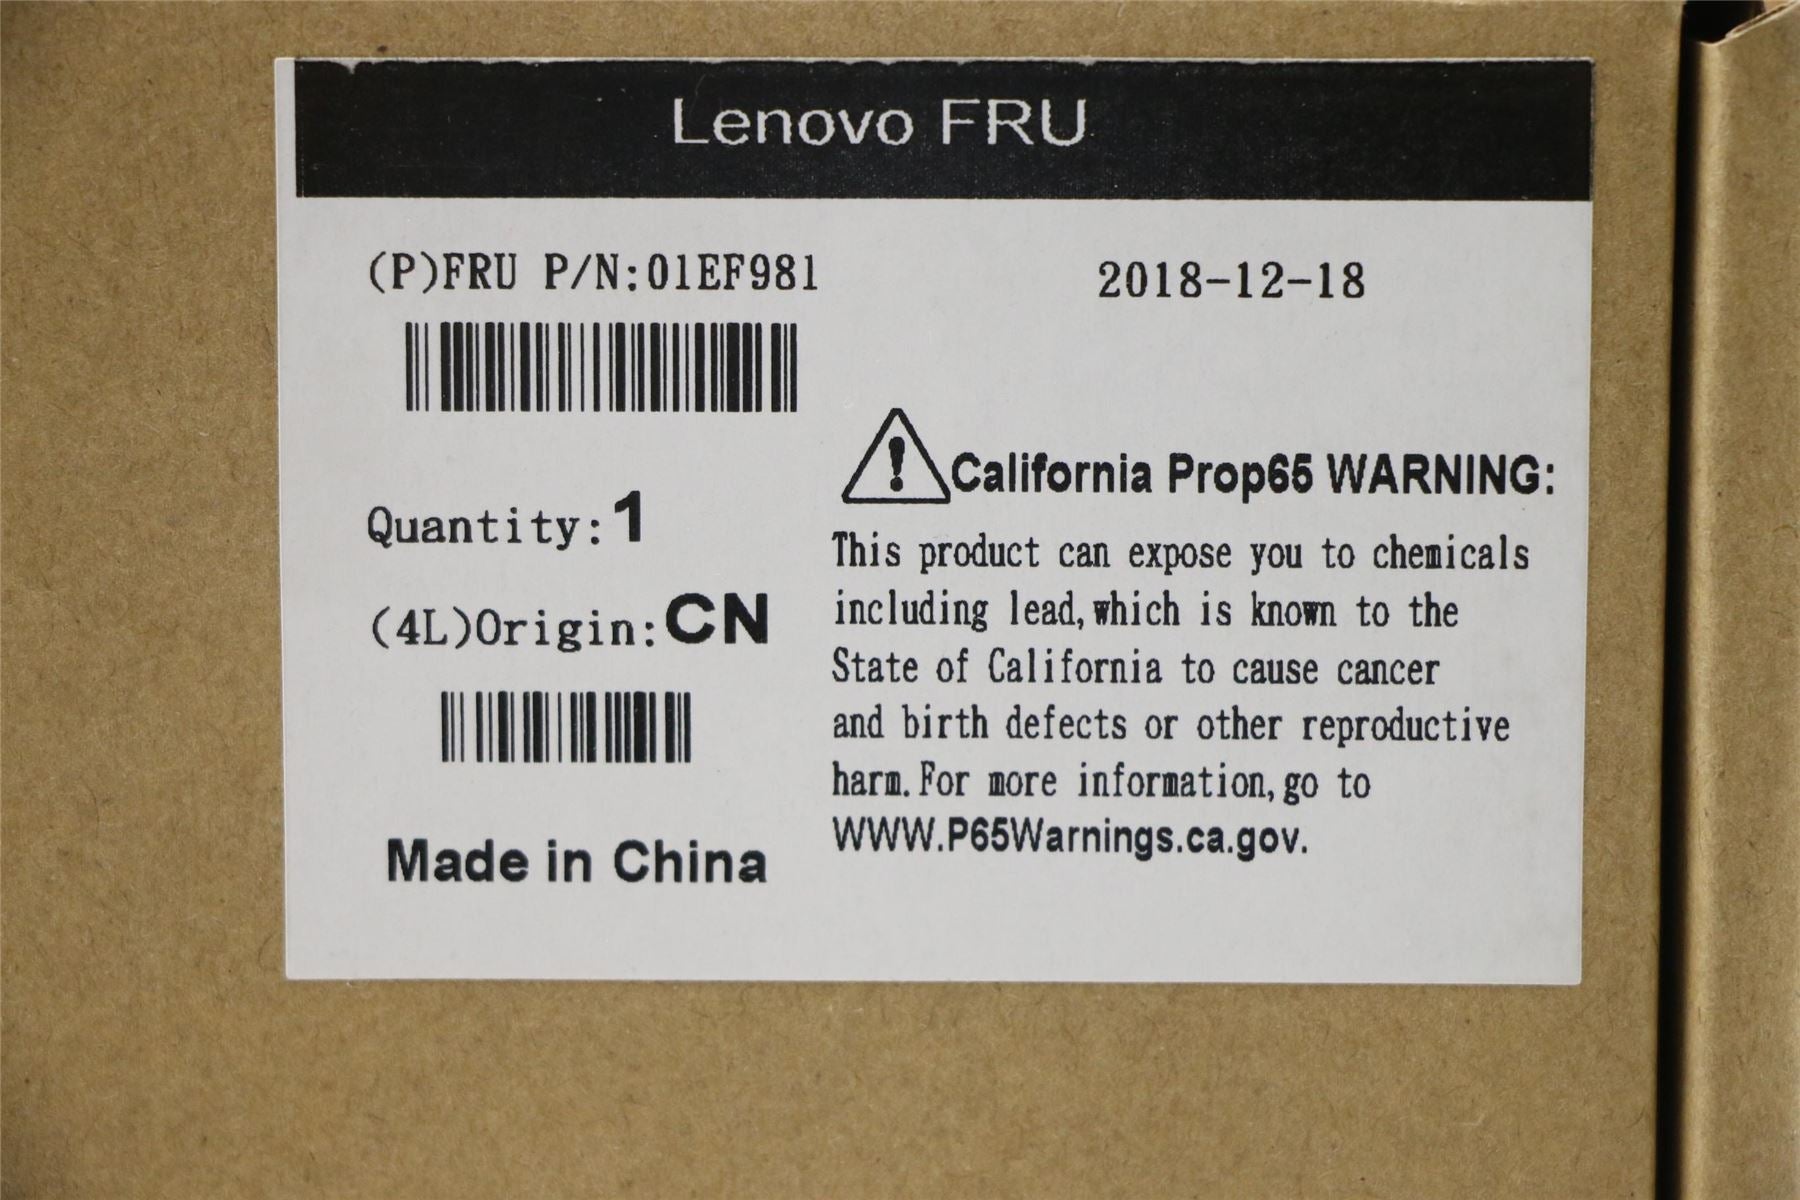 Lenovo FRU
(P)FRU P/N:01EF981
2018-12-18
Quantity:1
(4L)Origin:CN
Made in China
California Prop65 WARNING:
This product can expose you to chemicals
including lead,which is known to the
State of California to cause cancer
and birth defects or other reproductive
harm.For more information,go to
WWW.P65Warnings.ca.gov.